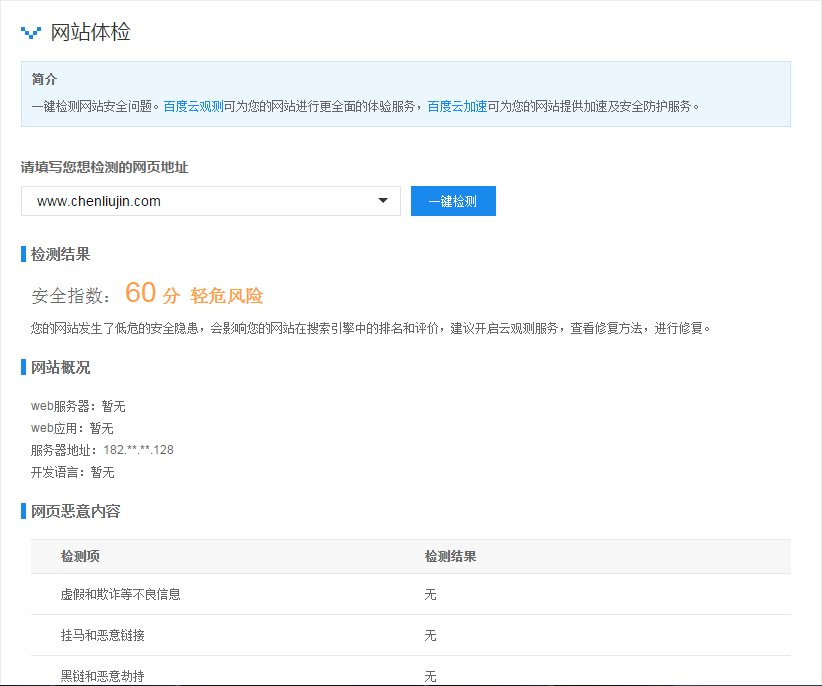 网站体检
简介
一键检测网站安全问题。百度云观测可为您的网站进行更全面的体验服务，百度云加速可为您的网站提供加速及安全防护服务。
请填写您想检测的网页地址
www.chenliujin.com 一键检测
检测结果
安全指数： 60 分 轻危风险
您的网站发生了低危的安全隐患，会影响您的网站在搜索引擎中的排名和评价，建议开启云观测服务，查看修复方法，进行修复。
网站概况
web服务器：暂无
web应用：暂无
服务器地址：182.**.**.128
开发语言：暂无
网页恶意内容
检测项 检测结果
虚假和欺诈等不良信息 无
挂马和恶意链接 无
黑链和恶意劫持 无